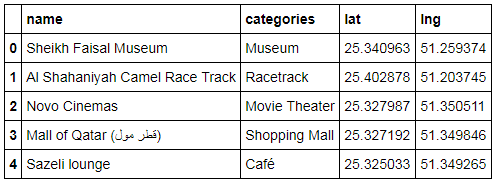 name categories lat lng
0 Sheikh Faisal Museum Museum 25.340963 51.259374
1 Al Shahaniyah Camel Race Track Racetrack 25.402878 51.203745
2 Novo Cinemas Movie Theater 25.327987 51.350511
3 Mall of Qatar (قطر مول) Shopping Mall 25.327192 51.349846
4 Sazeli lounge Café 25.325033 51.349265